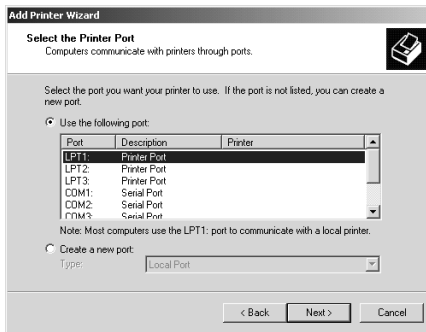 Add Printer Wizard
Select the Printer Port
Computers communicate with printers through ports.
Select the port you want your printer to use. If the port is not listed, you can create a
new port.
Use the following port:
Port Description Printer
LPT1: Printer Port
LPT2: Printer Port
LPT3: Printer Port
COM1: Serial Port
COM2: Serial Port
COM3: Serial Port
Note: Most computers use the LPT1: port to communicate with a local printer.
Create a new port:
Type: Local Port
< Back Next > Cancel